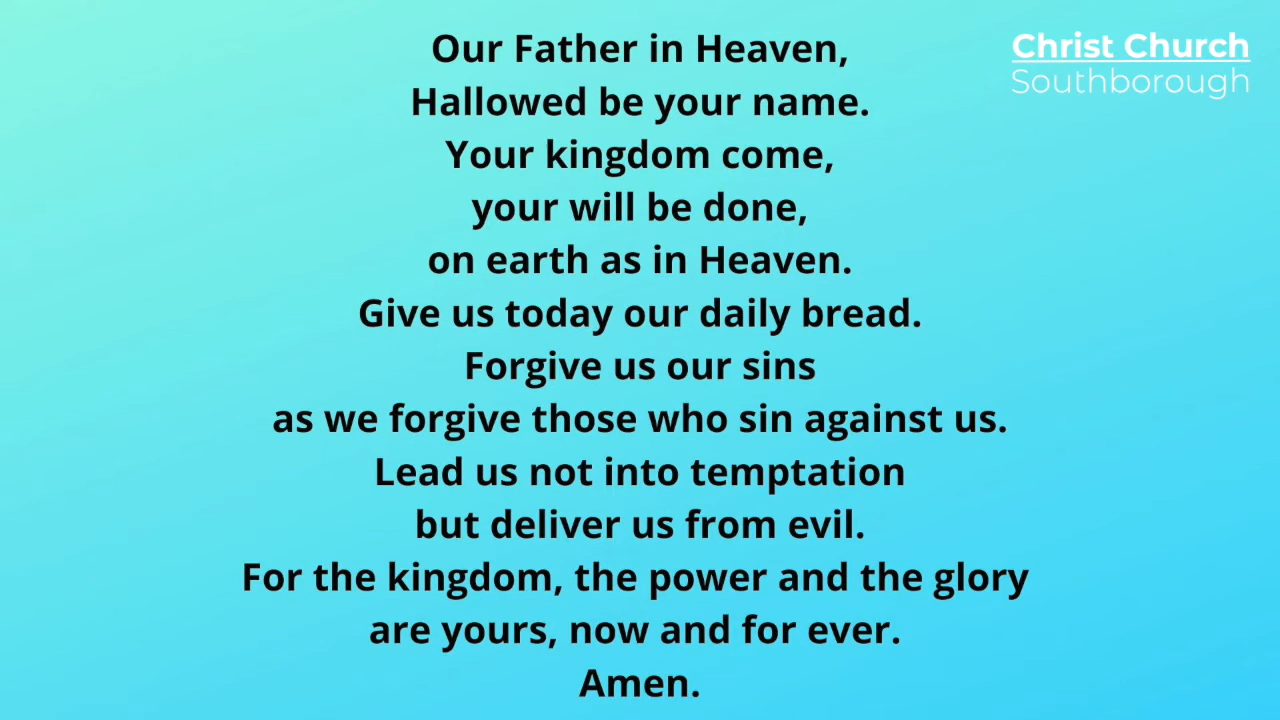 Our Father in Heaven,
Hallowed be your name.
Your kingdom come,
your will be done,
on earth as in Heaven.
Give us today our daily bread.
Forgive us our sins
as we forgive those who sin against us.
Lead us not into temptation
but deliver us from evil.
For the kingdom, the power and the glory
are yours, now and for ever.
Amen.
Christ Church
Southborough